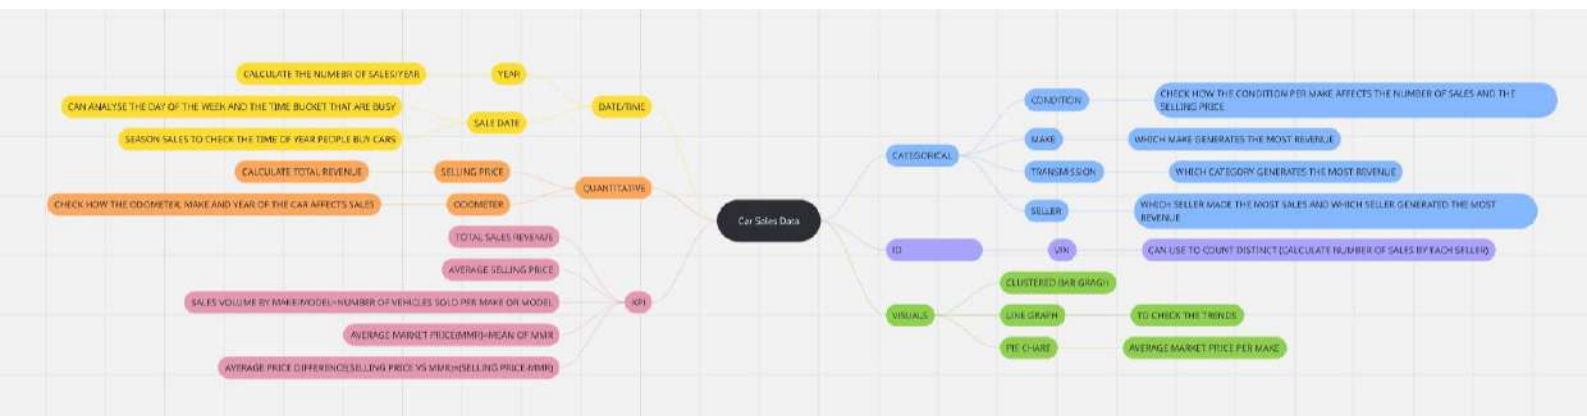 CALCULATE THE NUMEBR OF SALES/YEAR
YEAR
CAN ANALYSE THE DAY OF THE WEEK AND THE TIME BUCKET THAT ARE BUSY
DATE/TIME
SALE DATE
SEASON SALES TO CHECK THE TIME OF YEAR PEOPLE BUY CARS
CALCULATE TOTAL REVENUE
SELLING PRICE
QUANTITATIVE
CHECK HOW THE ODOMETER, MAKE AND YEAR OF THE CAR AFFECTS SALES
ODOMETER
TOTAL SALES REVENUE
AVERAGE SELLING PRICE
SALES VOLUME BY MAKE/MODEL=NUMBER OF VEHICLES SOLD PER MAKE OR MODEL
KPI
AVERAGE MARKET PRICE(MMR)=MEAN OF MMR
AVERAGE PRICE DIFFERENCE(SELLING PRICE VS MMR)=(SELLING PRICE-MMR)
Car Sales Data
CATEGORICAL
CONDITION
CHECK HOW THE CONDITION PER MAKE AFFECTS THE NUMBER OF SALES AND THE
SELLING PRICE
MAKE
WHICH MAKE GENERATES THE MOST REVENUE
TRANSMISSION
WHICH CATEGORY GENERATES THE MOST REVENUE
SELLER
WHICH SELLER MADE THE MOST SALES AND WHICH SELLER GENERATED THE MOST
REVENUE
ID
VIN
CAN USE TO COUNT DISTINCT (CALCULATE NUMBER OF SALES BY EACH SELLER)
VISUALS
CLUSTERED BAR GRAGH
LINE GRAPH
TO CHECK THE TRENDS
PIE CHART
AVERAGE MARKET PRICE PER MAKE